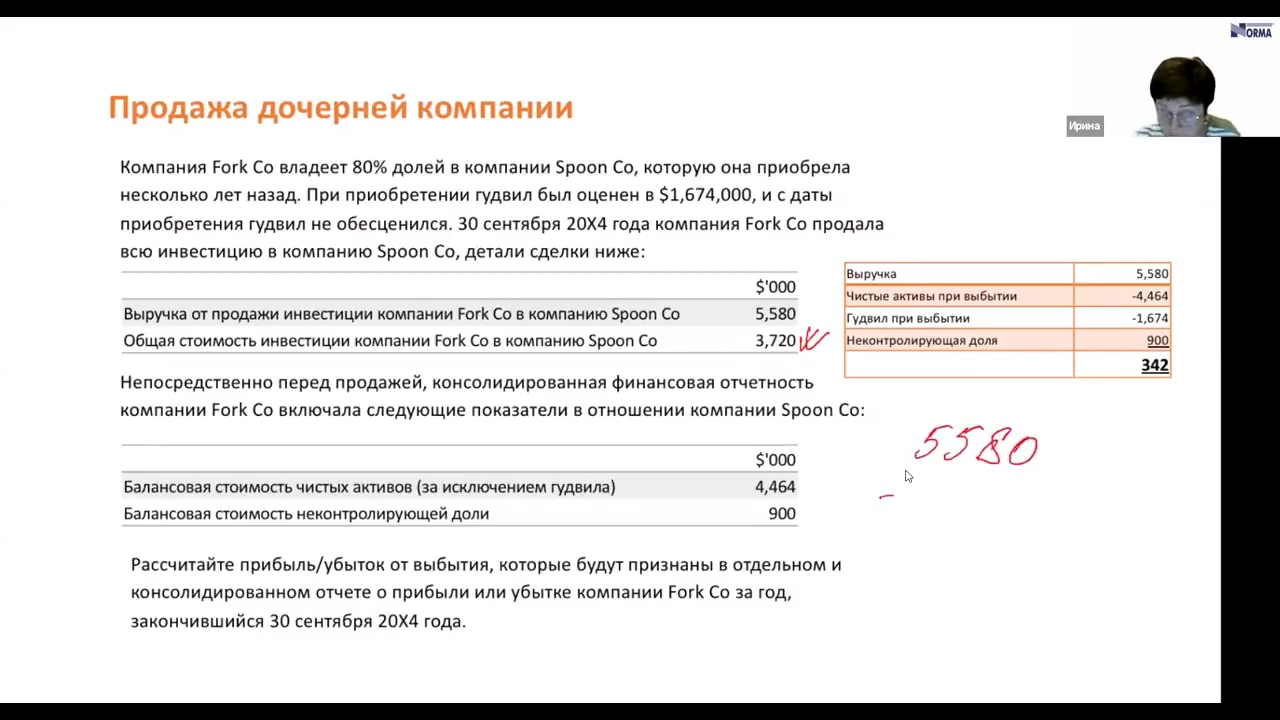 NORMA
Ирина
Продажа дочерней компании
Компания Fork Co владеет 80% долей в компании Spoon Co, которую она приобрела
несколько лет назад. При приобретении гудвил был оценен в $1,674,000, и с даты
приобретения гудвил не обесценился. 30 сентября 20X4 года компания Fork Co продала
всю инвестицию в компанию Spoon Co, детали сделки ниже:
$'000
Выручка от продажи инвестиции компании Fork Co в компанию Spoon Co 5,580
Общая стоимость инвестиции компании Fork Co в компанию Spoon Co 3,720
Выручка 5,580
Чистые активы при выбытии -4,464
Гудвил при выбытии -1,674
Неконтролирующая доля 900
342
Непосредственно перед продажей, консолидированная финансовая отчетность
компании Fork Co включала следующие показатели в отношении компании Spoon Co:
5580
-
$'000
Балансовая стоимость чистых активов (за исключением гудвила) 4,464
Балансовая стоимость неконтролирующей доли 900
Рассчитайте прибыль/убыток от выбытия, которые будут признаны в отдельном и
консолидированном отчете о прибыли или убытке компании Fork Co за год,
закончившийся 30 сентября 20X4 года.